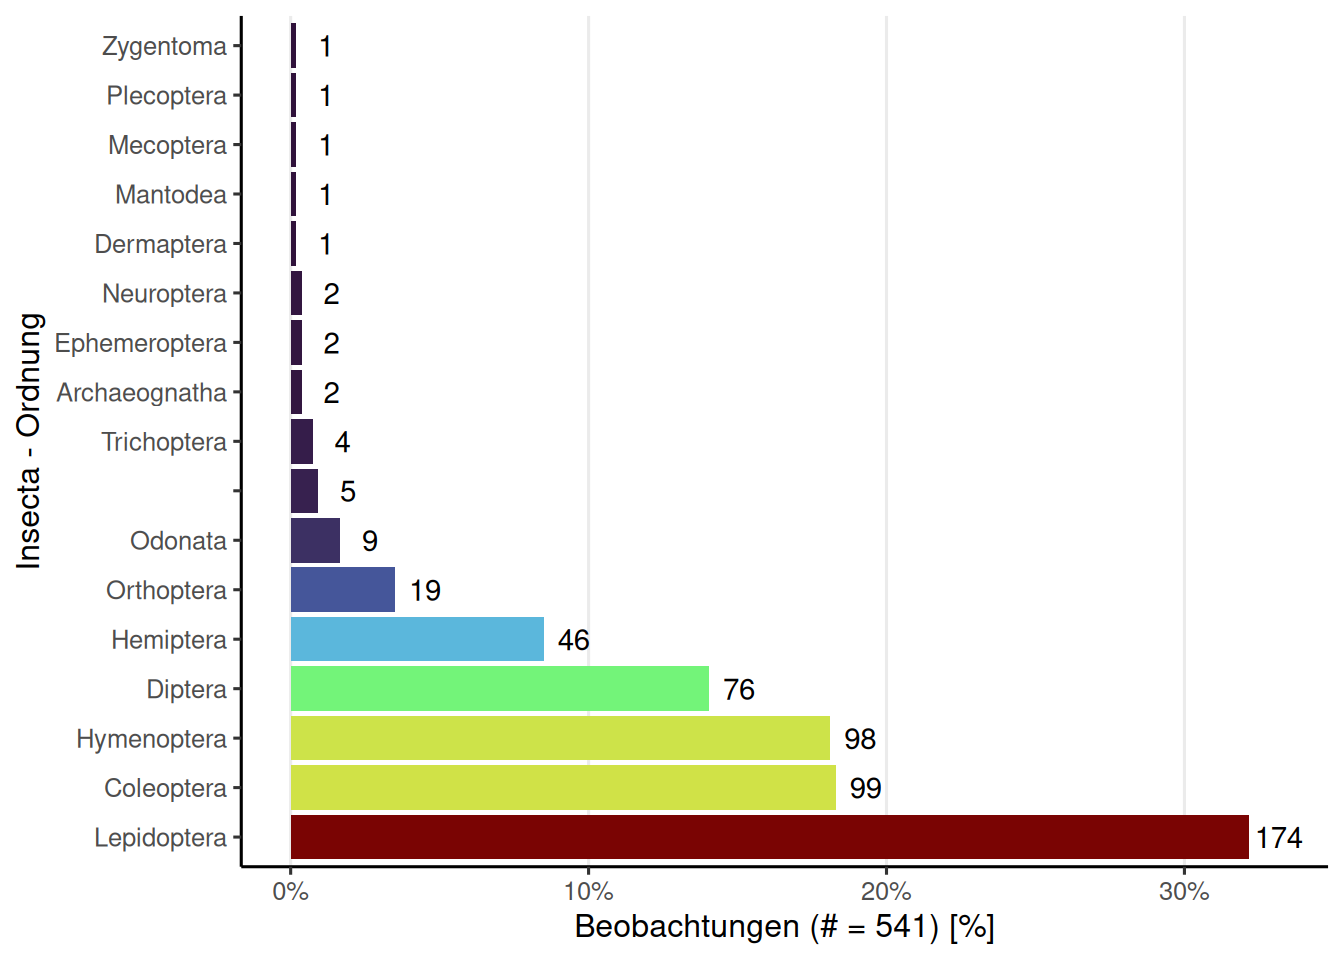 Insecta - Ordnung
Zygentoma 1
Plecoptera 1
Mecoptera 1
Mantodea 1
Dermaptera 1
Neuroptera 2
Ephemeroptera 2
Archaeognatha 2
Trichoptera 4
5
Odonata 9
Orthoptera 19
Hemiptera 46
Diptera 76
Hymenoptera 98
Coleoptera 99
Lepidoptera 174
0% 10% 20% 30%
Beobachtungen (# = 541) [%]